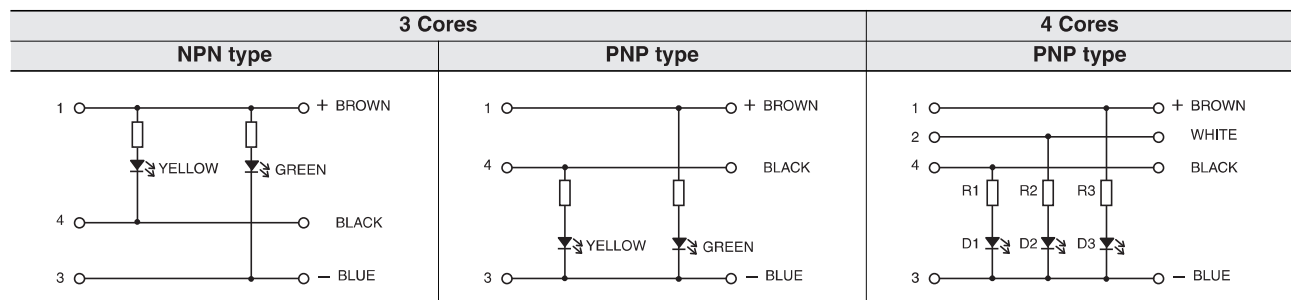 3 Cores
4 Cores
NPN type
PNP type
PNP type
1
+ BROWN
YELLOW
GREEN
4
BLACK
3
− BLUE
1
+ BROWN
4
BLACK
YELLOW
GREEN
3
− BLUE
1
+ BROWN
2
WHITE
4
BLACK
R1
R2
R3
D1
D2
D3
3
− BLUE